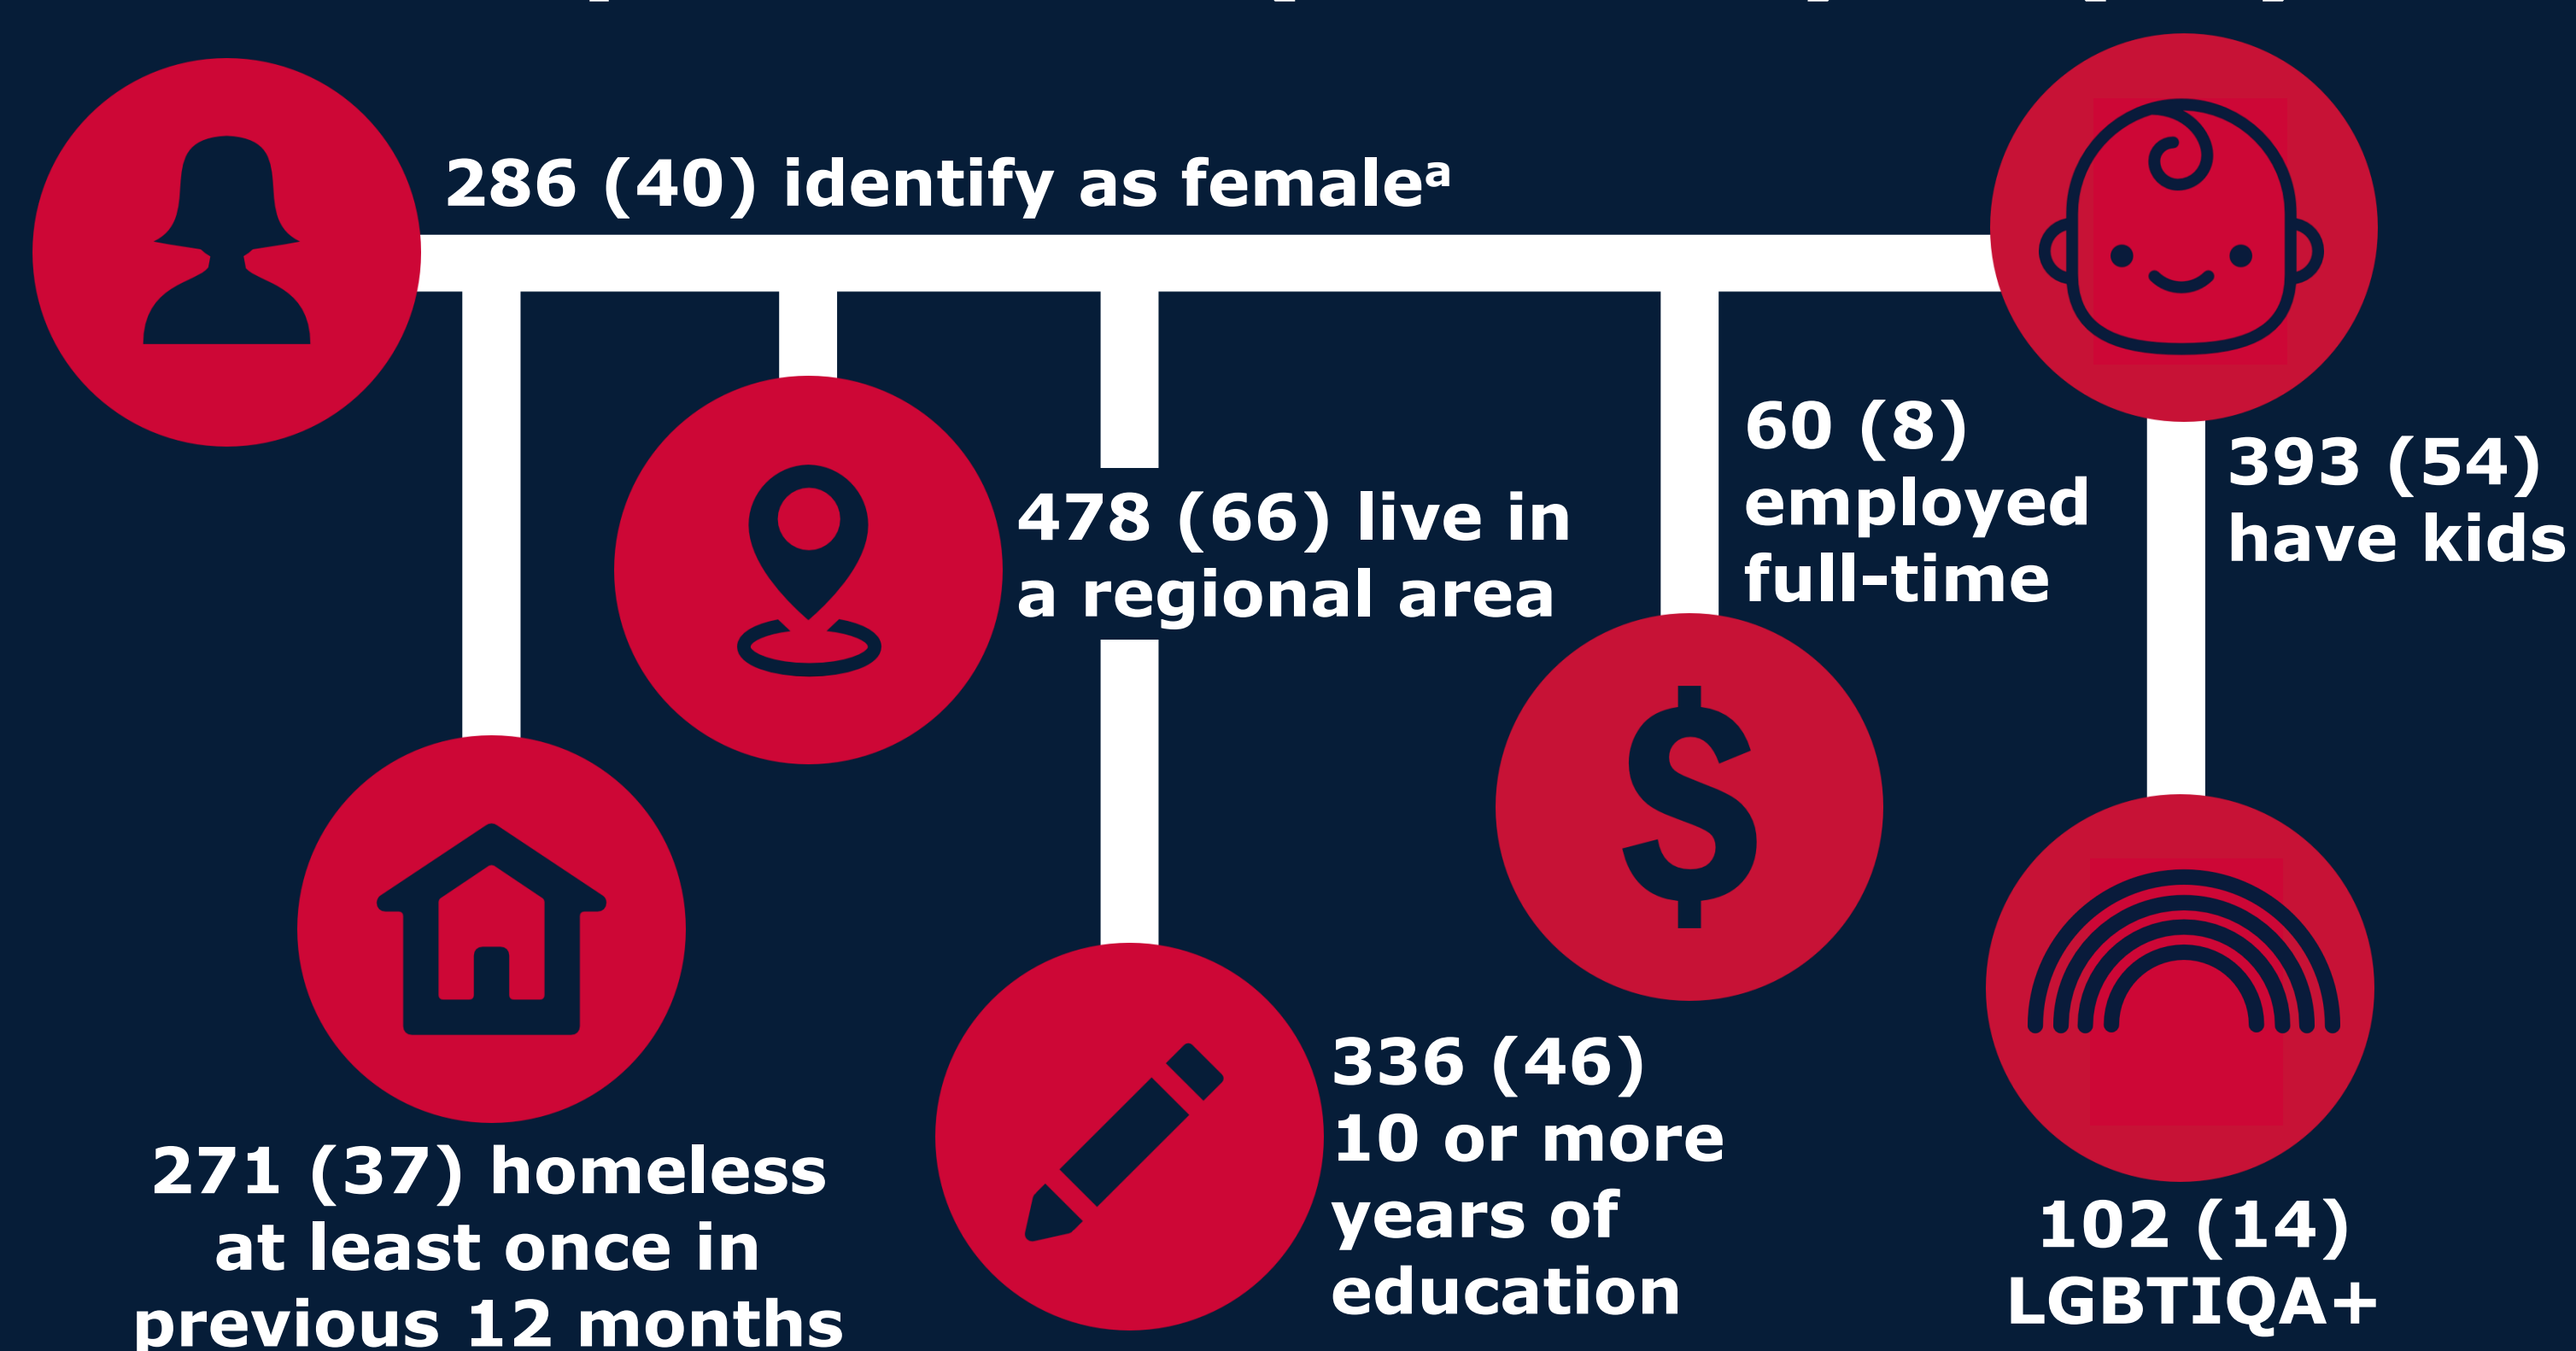 286 (40) identify as femaleᵃ
478 (66) live in
a regional area
60 (8)
employed
full-time
393 (54)
have kids
271 (37) homeless
at least once in
previous 12 months
336 (46)
10 or more
years of
education
102 (14)
LGBTIQA+